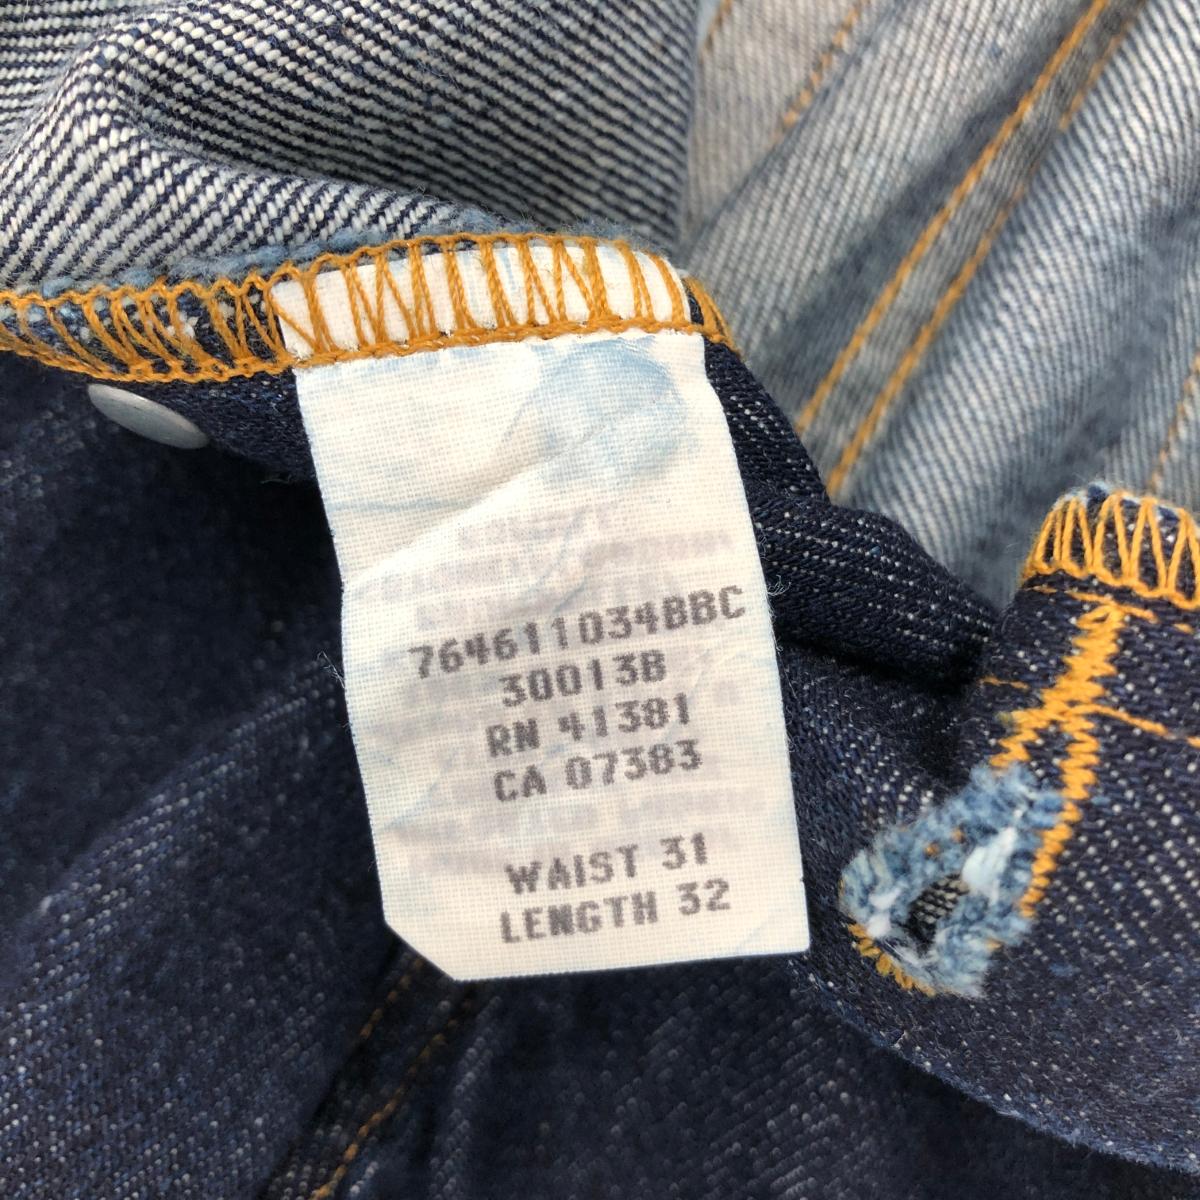 764611034BBC
30013B
RN 41381
CA 07383
WAIST 31
LENGTH 32